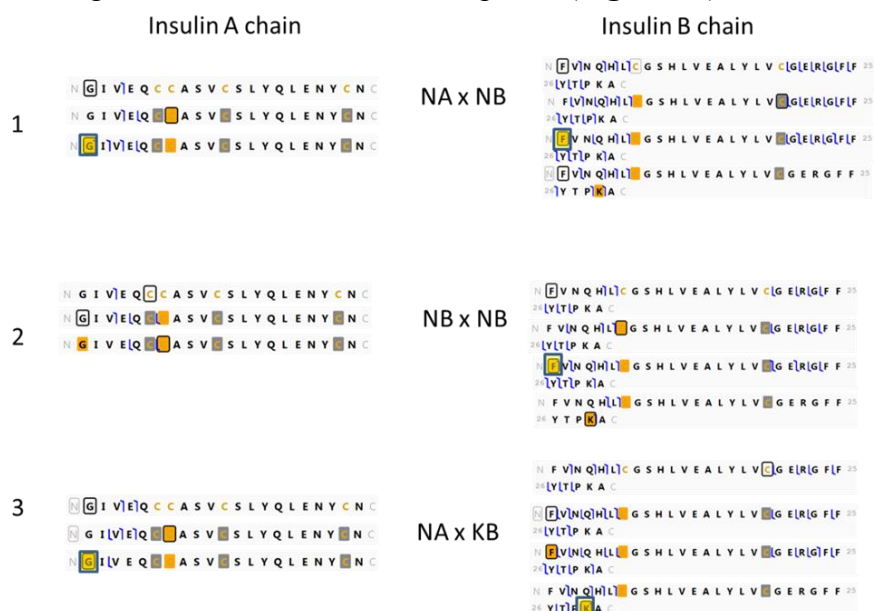 Insulin A chain
Insulin B chain
1
N G I V E Q C C A S V C S L Y Q L E N Y C N C
N G I V E L Q C A S V C S L Y Q L E N Y C N C
N G I V E Q C C A S V C S L Y Q L E N Y C N C
NA x NB
N F V N Q H L C G S H L V E A L Y L V C G E R G F F 25
26 Y T P K A C
N F V N Q H L G S H L V E A L Y L V C G E R G F F 25
26 Y T P K A C
N F V N Q H L G S H L V E A L Y L V C G E R G F F 25
26 Y T P K A C
N F V N Q H L G S H L V E A L Y L V C G E R G F F 25
26 Y T P K A C
2
N G I V E Q C C A S V C S L Y Q L E N Y C N C
N G I V E Q C A S V C S L Y Q L E N Y C N C
N G I V E Q C A S V C S L Y Q L E N Y C N C
NB x NB
N F V N Q H L C G S H L V E A L Y L V C G E R G F F 25
26 Y T P K A C
N F V N Q H L G S H L V E A L Y L V C G E R G F F 25
26 Y T P K A C
N F V N Q H L G S H L V E A L Y L V C G E R G F F 25
26 Y T P K A C
N F V N Q H L G S H L V E A L Y L V C G E R G F F 25
26 Y T P K A C
3
N G I V E Q C C A S V C S L Y Q L E N Y C N C
N G I V E Q C A S V C S L Y Q L E N Y C N C
N G I V E Q C C A S V C S L Y Q L E N Y C N C
NA x KB
N F V N Q H L C G S H L V E A L Y L V C G E R G F F 25
26 Y T P K A C
N F V N Q H L G S H L V E A L Y L V C G E R G F F 25
26 Y T P K A C
N F V N Q H L G S H L V E A L Y L V C G E R G F F 25
26 Y T P K A C
N F V N Q H L G S H L V E A L Y L V C G E R G F F 25
26 Y T P K A C